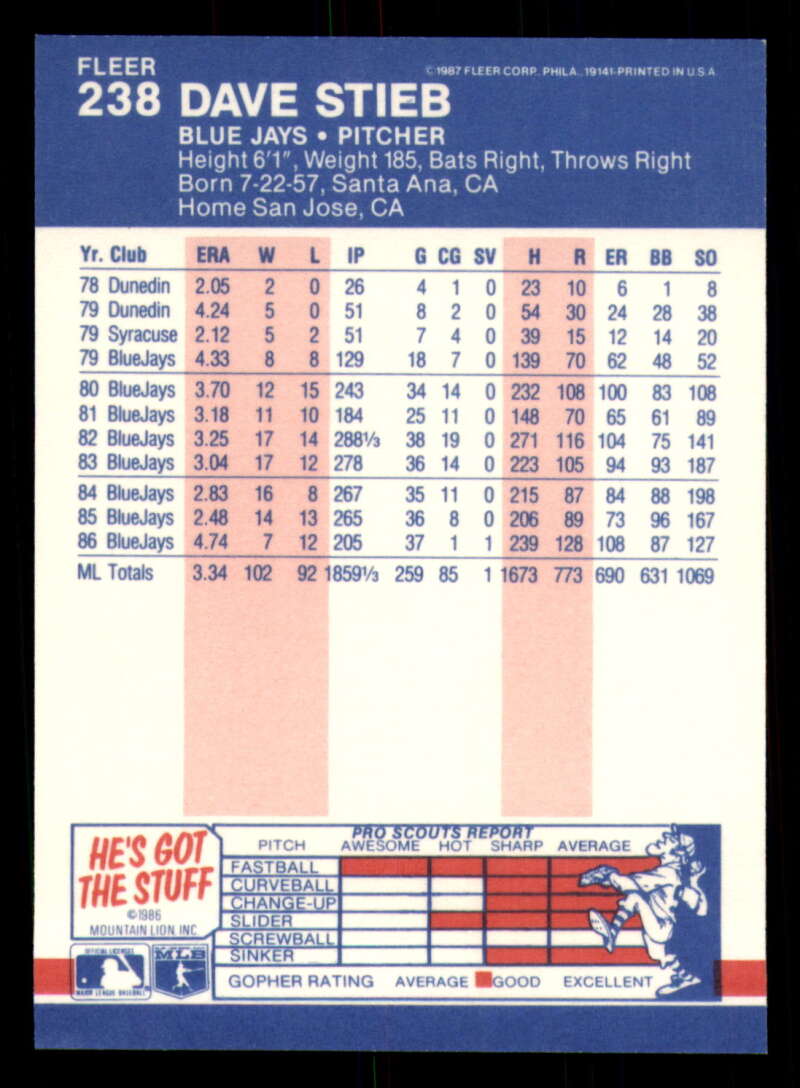 FLEER
©1987 FLEER CORP. PHILA., 19141-PRINTED IN U.S.A.
238 DAVE STIEB
BLUE JAYS • PITCHER
Height 6'1", Weight 185, Bats Right, Throws Right
Born 7-22-57, Santa Ana, CA
Home San Jose, CA
Yr. Club ERA W L IP G CG SV H R ER BB SO
78 Dunedin 2.05 2 0 26 4 1 0 23 10 6 1 8
79 Dunedin 4.24 5 0 51 8 2 0 54 30 24 28 38
79 Syracuse 2.12 5 2 51 7 4 0 39 15 12 14 20
79 BlueJays 4.33 8 8 129 18 7 0 139 70 62 48 52
80 BlueJays 3.70 12 15 243 34 14 0 232 108 100 83 108
81 BlueJays 3.18 11 10 184 25 11 0 148 70 65 61 89
82 BlueJays 3.25 17 14 288⅓ 38 19 0 271 116 104 75 141
83 BlueJays 3.04 17 12 278 36 14 0 223 105 94 93 187
84 BlueJays 2.83 16 8 267 35 11 0 215 87 84 88 198
85 BlueJays 2.48 14 13 265 36 8 0 206 89 73 96 167
86 BlueJays 4.74 7 12 205 37 1 1 239 128 108 87 127
ML Totals 3.34 102 92 1859⅓ 259 85 1 1673 773 690 631 1069
HE'S GOT
THE STUFF
©1986
MOUNTAIN LION, INC.
PRO SCOUTS REPORT
PITCH AWESOME HOT SHARP AVERAGE
FASTBALL
CURVEBALL
CHANGE-UP
SLIDER
SCREWBALL
SINKER
GOPHER RATING AVERAGE GOOD EXCELLENT
OFFICIAL LICENSEE
MAJOR LEAGUE BASEBALL
MLB